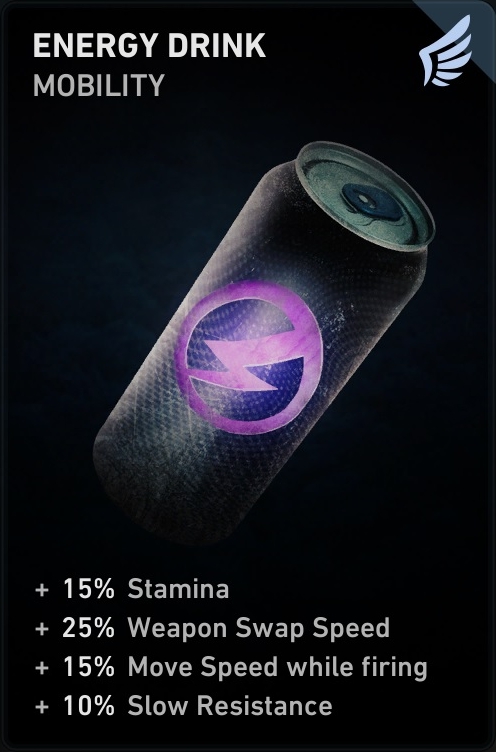 ENERGY DRINK
MOBILITY
+ 15% Stamina
+ 25% Weapon Swap Speed
+ 15% Move Speed while firing
+ 10% Slow Resistance